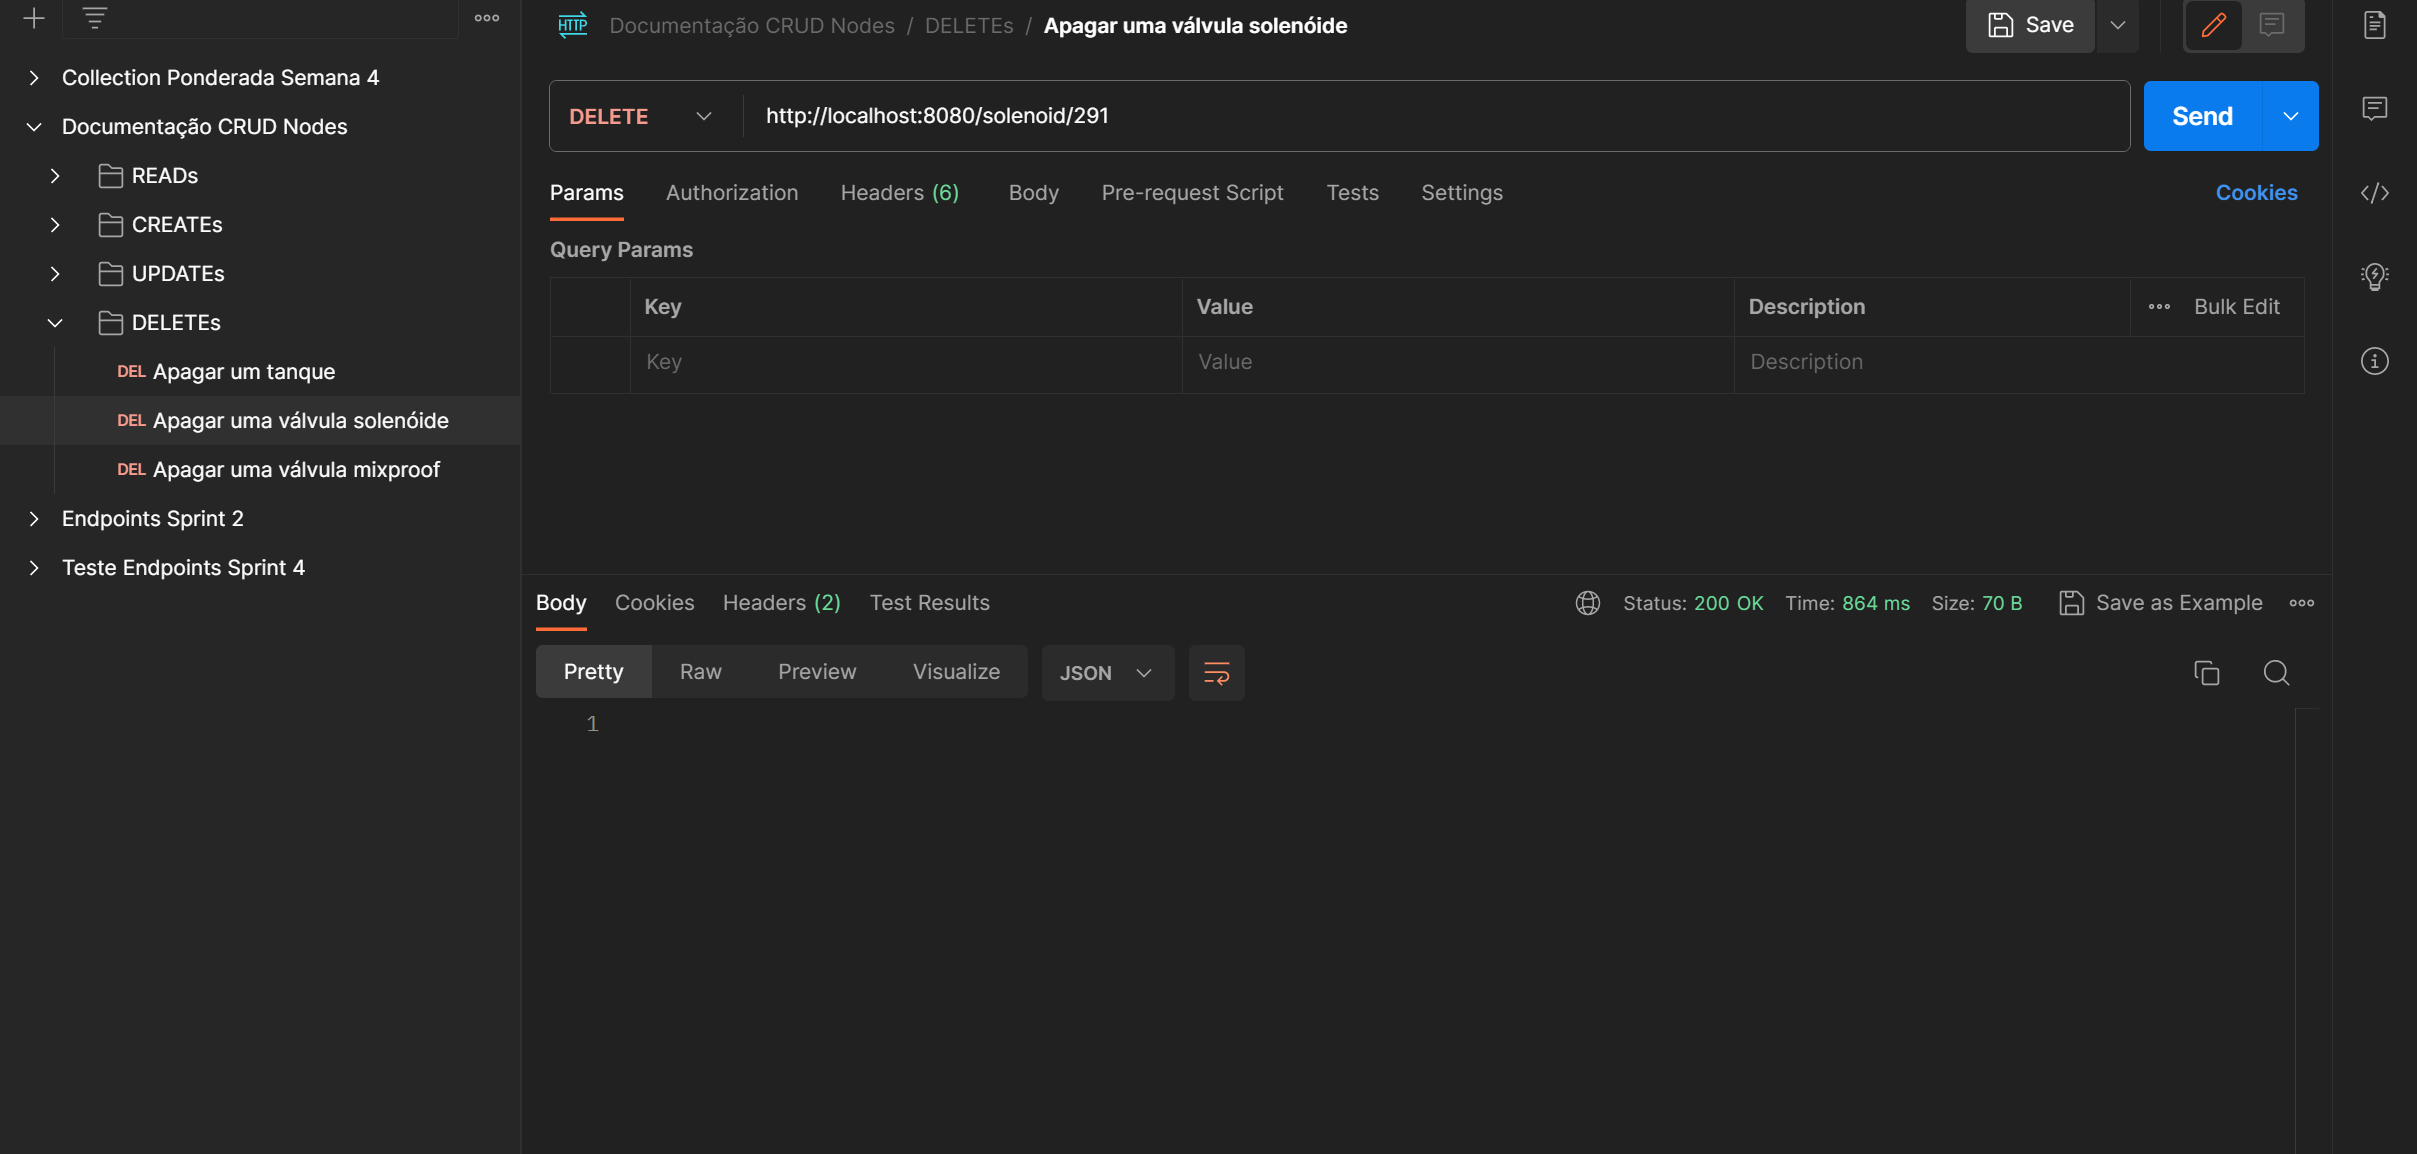 HTTP Documentação CRUD Nodes / DELETEs / Apagar uma válvula solenóide
Save
Collection Ponderada Semana 4
Documentação CRUD Nodes
READs
CREATEs
UPDATEs
DELETEs
DEL Apagar um tanque
DEL Apagar uma válvula solenóide
DEL Apagar uma válvula mixproof
Endpoints Sprint 2
Teste Endpoints Sprint 4
DELETE http://localhost:8080/solenoid/291
Send
Params Authorization Headers (6) Body Pre-request Script Tests Settings Cookies
Query Params
Key Value Description Bulk Edit
Key Value Description
Body Cookies Headers (2) Test Results Status: 200 OK Time: 864 ms Size: 70 B Save as Example
Pretty Raw Preview Visualize JSON
1